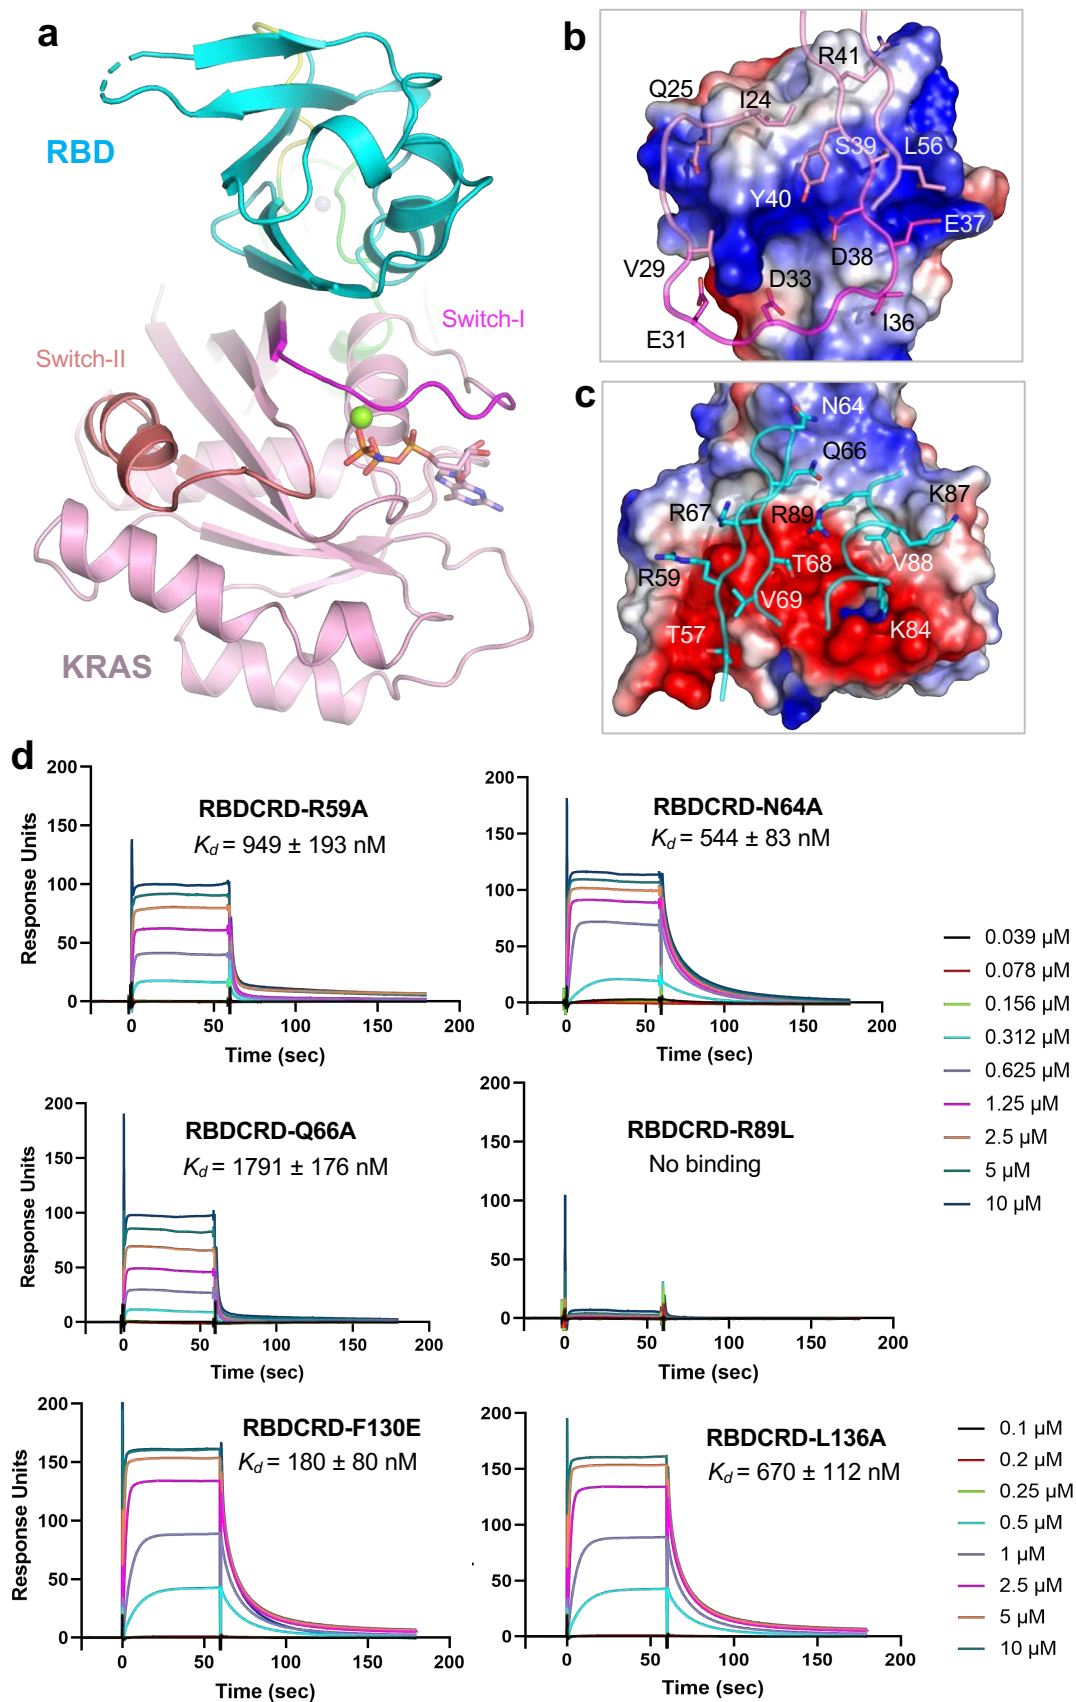 a
RBD
Switch-I
Switch-II
KRAS
b
R41
Q25
I24
S39
L56
Y40
E37
D38
V29
D33
I36
E31
c
N64
Q66
K87
R67
R89
T68
V88
R59
V69
K84
T57
d
200
150
100
50
0
Response Units
RBDCRD-R59A
Kd = 949 ± 193 nM
0 50 100 150 200
Time (sec)
200
150
100
50
0
RBDCRD-N64A
Kd = 544 ± 83 nM
0 50 100 150 200
Time (sec)
0.039 µM
0.078 µM
0.156 µM
0.312 µM
0.625 µM
1.25 µM
2.5 µM
5 µM
10 µM
200
150
100
50
0
Response Units
RBDCRD-Q66A
Kd = 1791 ± 176 nM
0 50 100 150 200
Time (sec)
200
150
100
50
0
RBDCRD-R89L
No binding
0 50 100 150 200
Time (sec)
200
150
100
50
0
Response Units
RBDCRD-F130E
Kd = 180 ± 80 nM
0 50 100 150 200
Time (sec)
200
150
100
50
0
RBDCRD-L136A
Kd = 670 ± 112 nM
0 50 100 150 200
Time (sec)
0.1 µM
0.2 µM
0.25 µM
0.5 µM
1 µM
2.5 µM
5 µM
10 µM